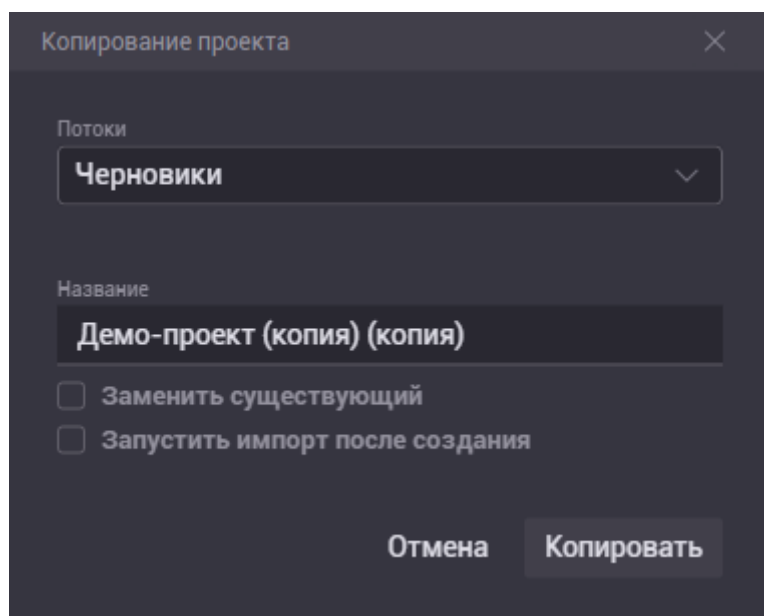 Копирование проекта
Потоки
Черновики
Название
Демо-проект (копия) (копия)
Заменить существующий
Запустить импорт после создания
Отмена Копировать